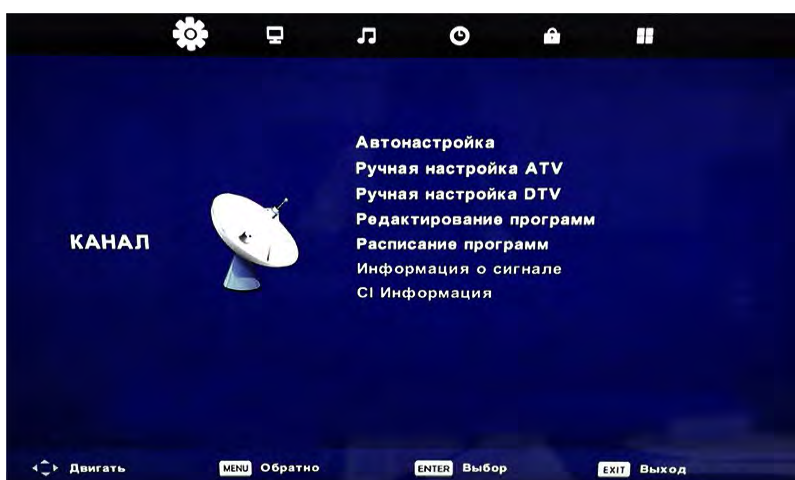 Автонастройка
Ручная настройка ATV
Ручная настройка DTV
Редактирование программ
КАНАЛ
Расписание программ
Информация о сигнале
CI Информация
Двигать MENU Обратно ENTER Выбор EXIT Выход